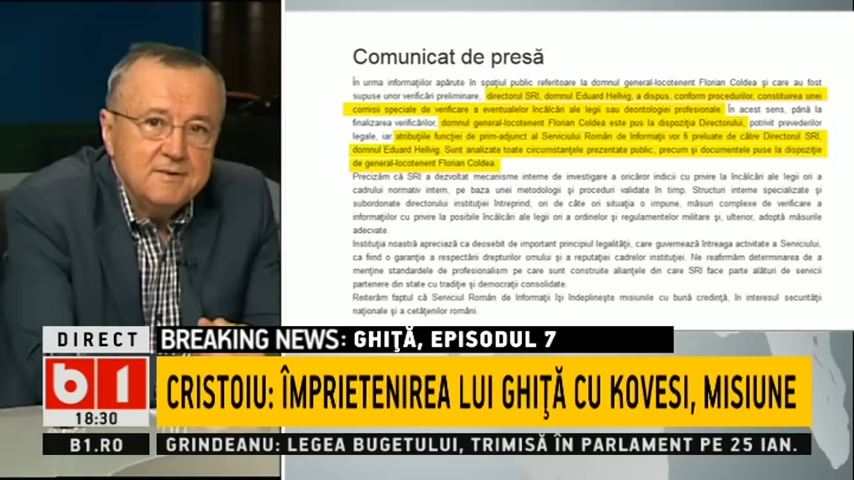 Comunicat de presă
În urma informațiilor apărute în spațiul public referitoare la domnul general-locotenent Florian Coldea și care au fost
supuse unor verificări preliminare, directorul SRI, domnul Eduard Hellvig, a dispus, conform procedurilor, constituirea unei
comisii speciale de verificare a eventualelor încălcări ale legii sau deontologiei profesionale. În acest sens, până la
finalizarea verificărilor, domnul general-locotenent Florian Coldea este pus la dispoziția Directorului, potrivit prevederilor
legale, iar atribuțiile funcției de prim-adjunct al Serviciului Român de Informații vor fi preluate de către Directorul SRI,
domnul Eduard Hellvig. Sunt analizate toate circumstanțele prezentate public, precum și documentele puse la dispoziție
de general-locotenent Florian Coldea.
Precizăm că SRI a dezvoltat mecanisme interne de investigare a oricăror indicii cu privire la încălcări ale legii ori a
cadrului normativ intern, pe baza unei metodologii și proceduri validate în timp. Structuri interne specializate și
subordonate directorului instituției întreprind, ori de câte ori situația o impune, măsuri complexe de verificare a
informațiilor cu privire la posibile încălcări ale legii ori a ordinelor și regulamentelor militare și, ulterior, adoptă măsurile
adecvate.
Instituția noastră apreciază ca deosebit de important principiul legalității, care guvernează întreaga activitate a Serviciului,
ca fiind o garanție a respectării drepturilor omului și a reputației cadrelor instituției. Ne reafirmăm determinarea de a
menține standardele de profesionalism pe care sunt construite alianțele din care SRI face parte alături de servicii
partenere din state cu tradiție și democrații consolidate.
Reiterăm faptul că Serviciul Român de Informații își îndeplinește misiunile cu bună credință, în interesul securității
naționale și a cetățenilor români.
DIRECT
BREAKING NEWS: GHIŢĂ, EPISODUL 7
b1
CRISTOIU: ÎMPRIETENIREA LUI GHIŢĂ CU KOVESI, MISIUNE
18:30
B1.RO
GRINDEANU: LEGEA BUGETULUI, TRIMISĂ ÎN PARLAMENT PE 25 IAN.